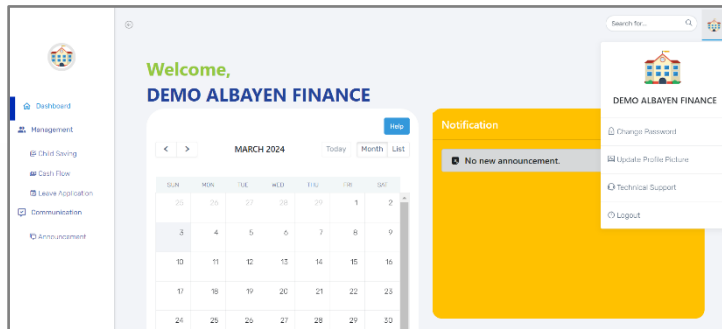 Search for...
Welcome,
DEMO ALBAYEN FINANCE
Dashboard
Management
Child Saving
Cash Flow
Leave Application
Communication
Announcment
Help
MARCH 2024
Today
Month
List
SUN MON TUE WED THU FRI SAT
25 26 27 28 29 1 2
3 4 5 6 7 8 9
10 11 12 13 14 15 16
17 18 19 20 21 22 23
24 25 26 27 28 29 30
Notification
No new announcement.
DEMO ALBAYEN FINANCE
Change Password
Update Profile Picture
Technical Support
Logout